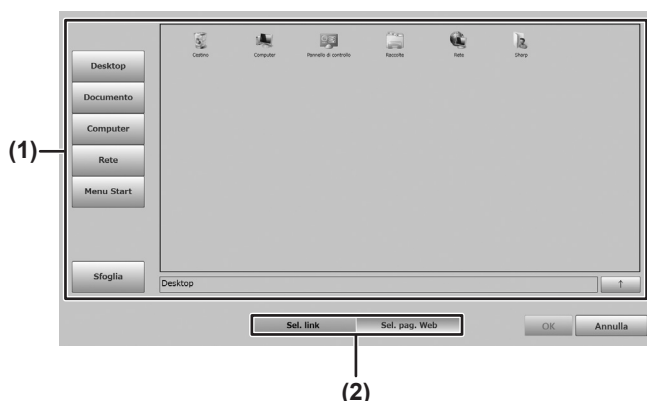 Cestino
Computer
Pannello di controllo
Raccolte
Rete
Sharp
Desktop
Documento
Computer
(1)
Rete
Menu Start
Sfoglia
Desktop
↑
Sel. link
Sel. pag. Web
OK
Annulla
(2)